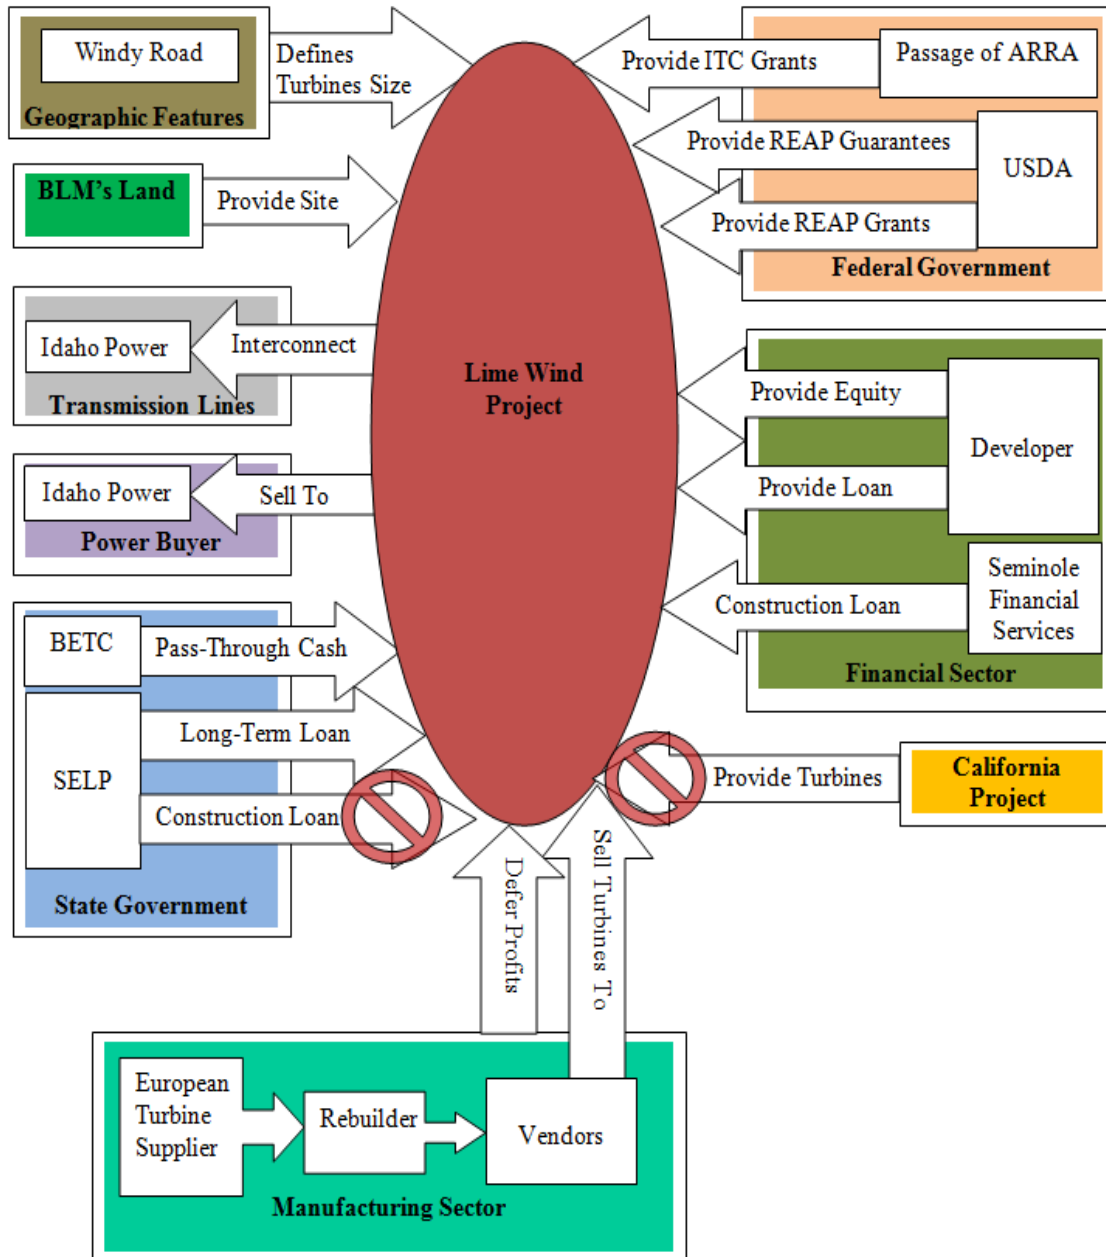 Windy Road
Geographic Features
Defines
Turbines Size
Provide ITC Grants
Passage of ARRA
Provide REAP Guarantees
USDA
Provide REAP Grants
Federal Government
BLM's Land
Provide Site
Idaho Power
Interconnect
Transmission Lines
Lime Wind
Project
Provide Equity
Developer
Provide Loan
Idaho Power
Sell To
Power Buyer
Construction Loan
Seminole
Financial
Services
Financial Sector
BETC
Pass-Through Cash
Long-Term Loan
SELP
Construction Loan
State Government
Provide Turbines
California
Project
Defer Profits
Sell Turbines To
European
Turbine
Supplier
Rebuilder
Vendors
Manufacturing Sector